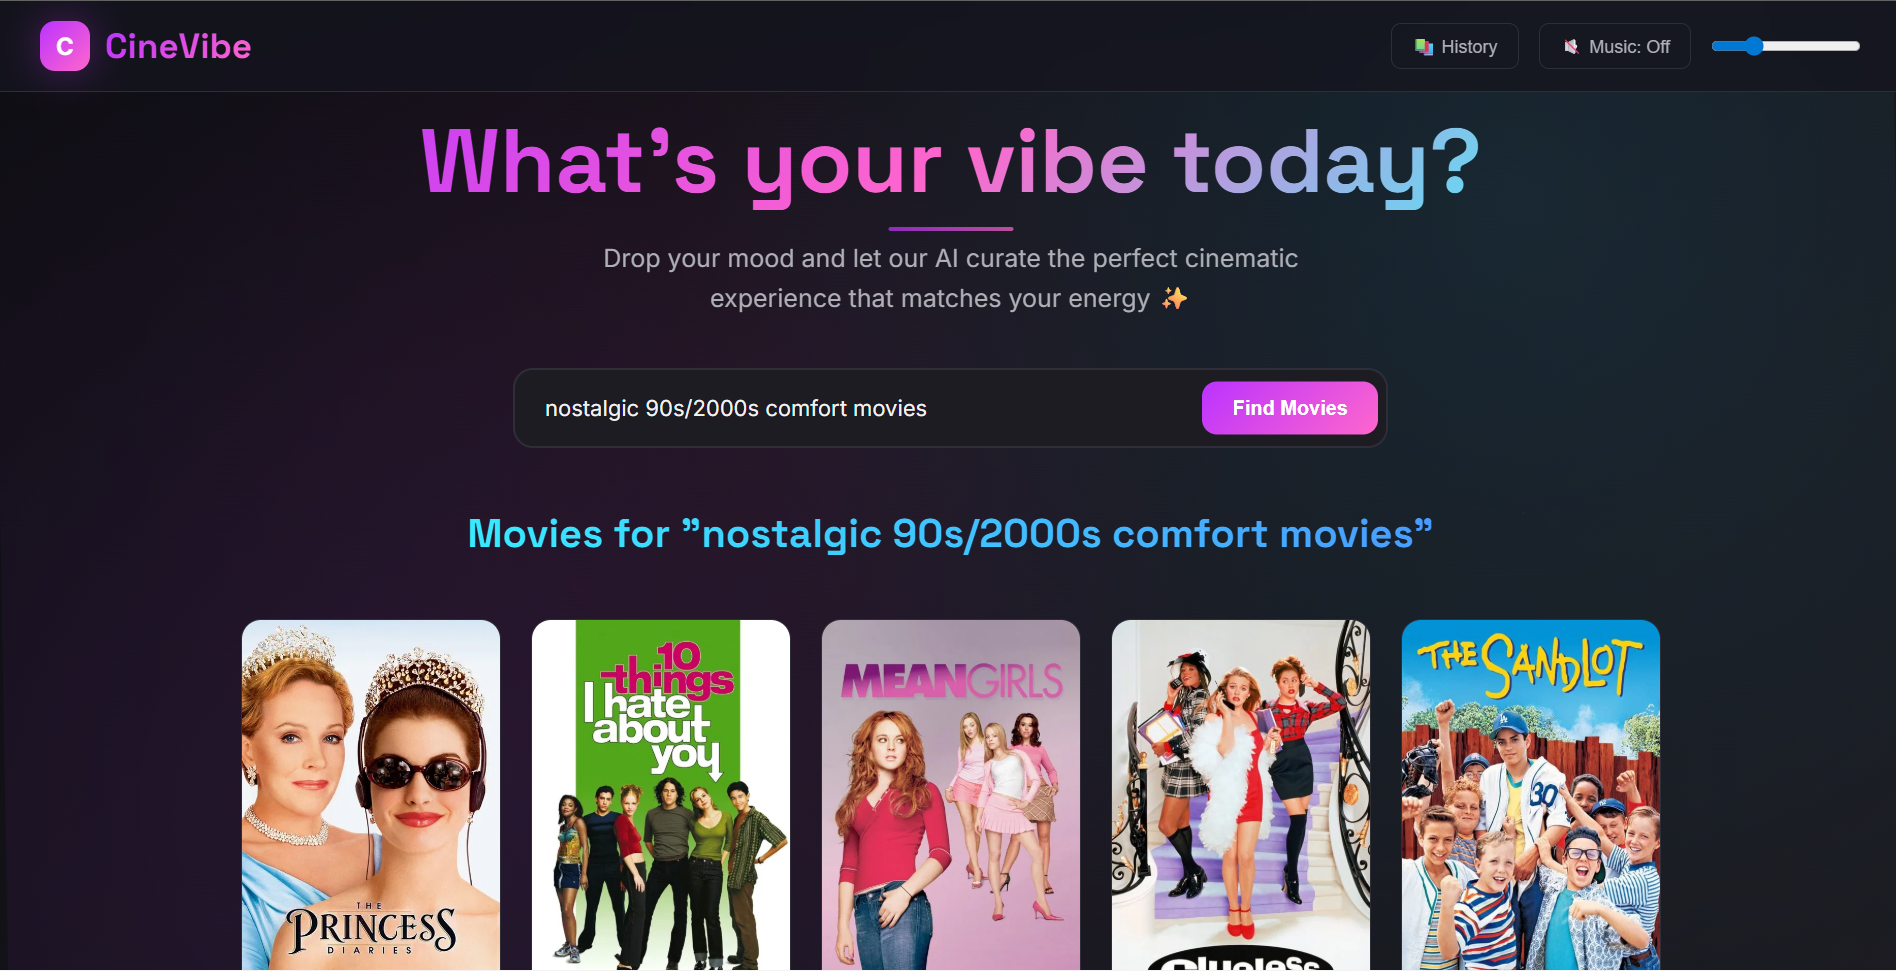 C CineVibe
History
Music: Off
What's your vibe today?
Drop your mood and let our AI curate the perfect cinematic
experience that matches your energy ✨
nostalgic 90s/2000s comfort movies
Find Movies
Movies for ”nostalgic 90s/2000s comfort movies”
THE
PRINCESS
DIARIES
10
things
I hate
about
you
MEANGIRLS
Clueless
THE SANDLOT
LA
30